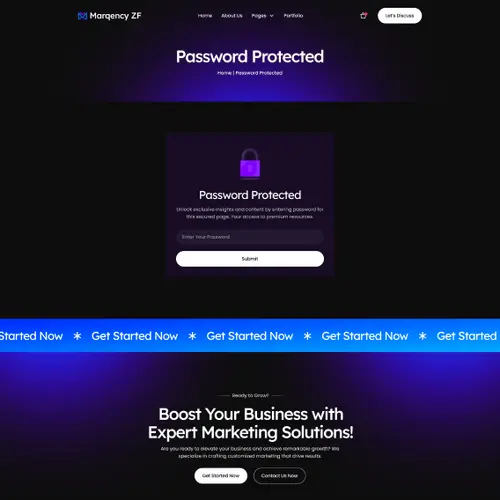 Marqency ZF
Home About Us Pages Portfolio
Let's Discuss
Password Protected
Home | Password Protected
Password Protected
Unlock exclusive insights and content by entering password for
this secured page. Your access to premium resources.
Enter Your Password
Submit
Started Now * Get Started Now * Get Started Now * Get Started Now * Get Started
Ready to Grow?
Boost Your Business with
Expert Marketing Solutions!
Are you ready to elevate your business and achieve remarkable growth? We
specialize in crafting customized marketing that drive results.
Get Started Now
Contact Us Now